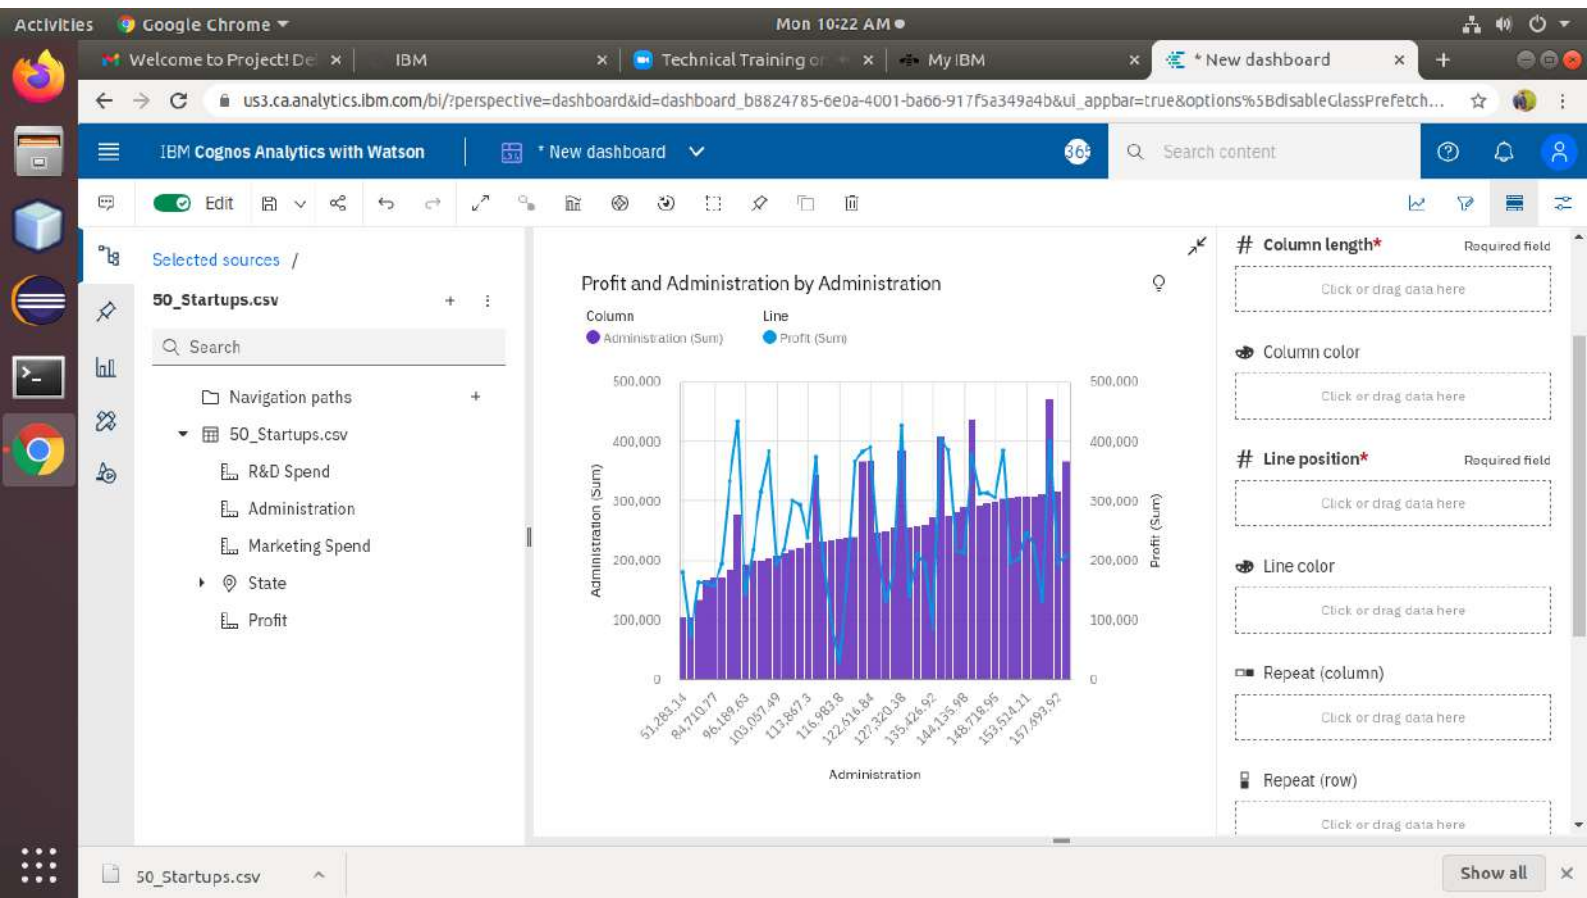 Activities Google Chrome Mon 10:22 AM
Welcome to Project! De IBM Technical Training or My IBM * New dashboard
us3.ca.analytics.ibm.com/bi/?perspective=dashboard&id=dashboard_b8824785-6e0a-4001-ba66-917f5a349a4b&ui_appbar=true&options%5BdisableGlassPrefetch...
IBM Cognos Analytics with Watson * New dashboard 365 Search content
Edit
Selected sources /
50_Startups.csv
Search
Navigation paths
50_Startups.csv
R&D Spend
Administration
Marketing Spend
State
Profit
Profit and Administration by Administration
Column Line
Administration (Sum) Profit (Sum)
500,000 500,000
400,000 400,000
300,000 300,000
200,000 200,000
100,000 100,000
0 0
Administration (Sum)
Profit (Sum)
51,283.14 84,710.77 96,189.63 103,057.49 113,867.3 116,983.8 122,616.84 127,320.38 135,426.92 144,135.98 148,718.95 153,514.11 157,693.92
Administration
# Column length* Required field
Click or drag data here
Column color
Click or drag data here
# Line position* Required field
Click or drag data here
Line color
Click or drag data here
Repeat (column)
Click or drag data here
Repeat (row)
Click or drag data here
50_Startups.csv Show all